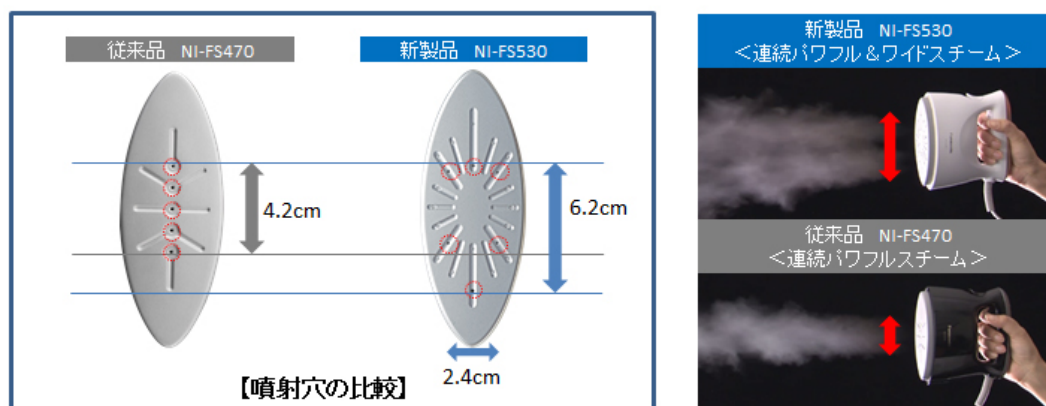 従来品 NI-FS470
新製品 NI-FS530
4.2cm
6.2cm
2.4cm
【噴射穴の比較】
新製品 NI-FS530
＜連続パワフル＆ワイドスチーム＞
従来品 NI-FS470
＜連続パワフルスチーム＞